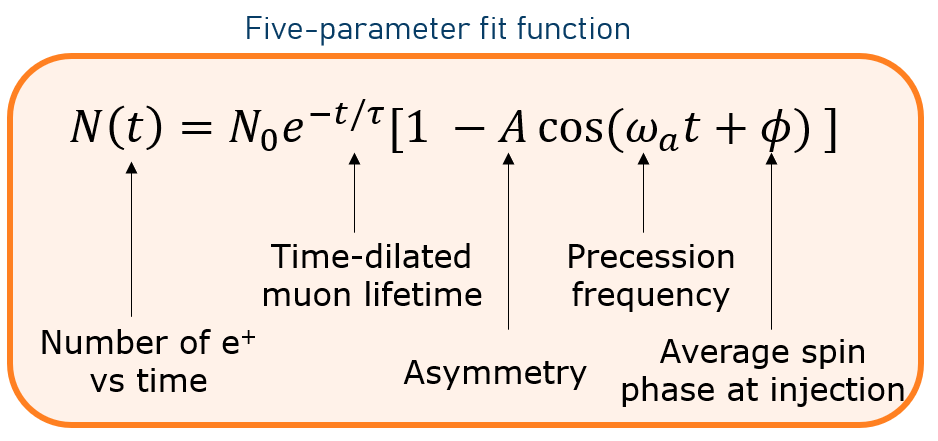 Five-parameter fit function
N(t) = N₀e^{−t/τ}[1 − A cos(ωₐt + ϕ) ]
Time-dilated
muon lifetime
Precession
frequency
Number of e⁺
vs time
Asymmetry
Average spin
phase at injection